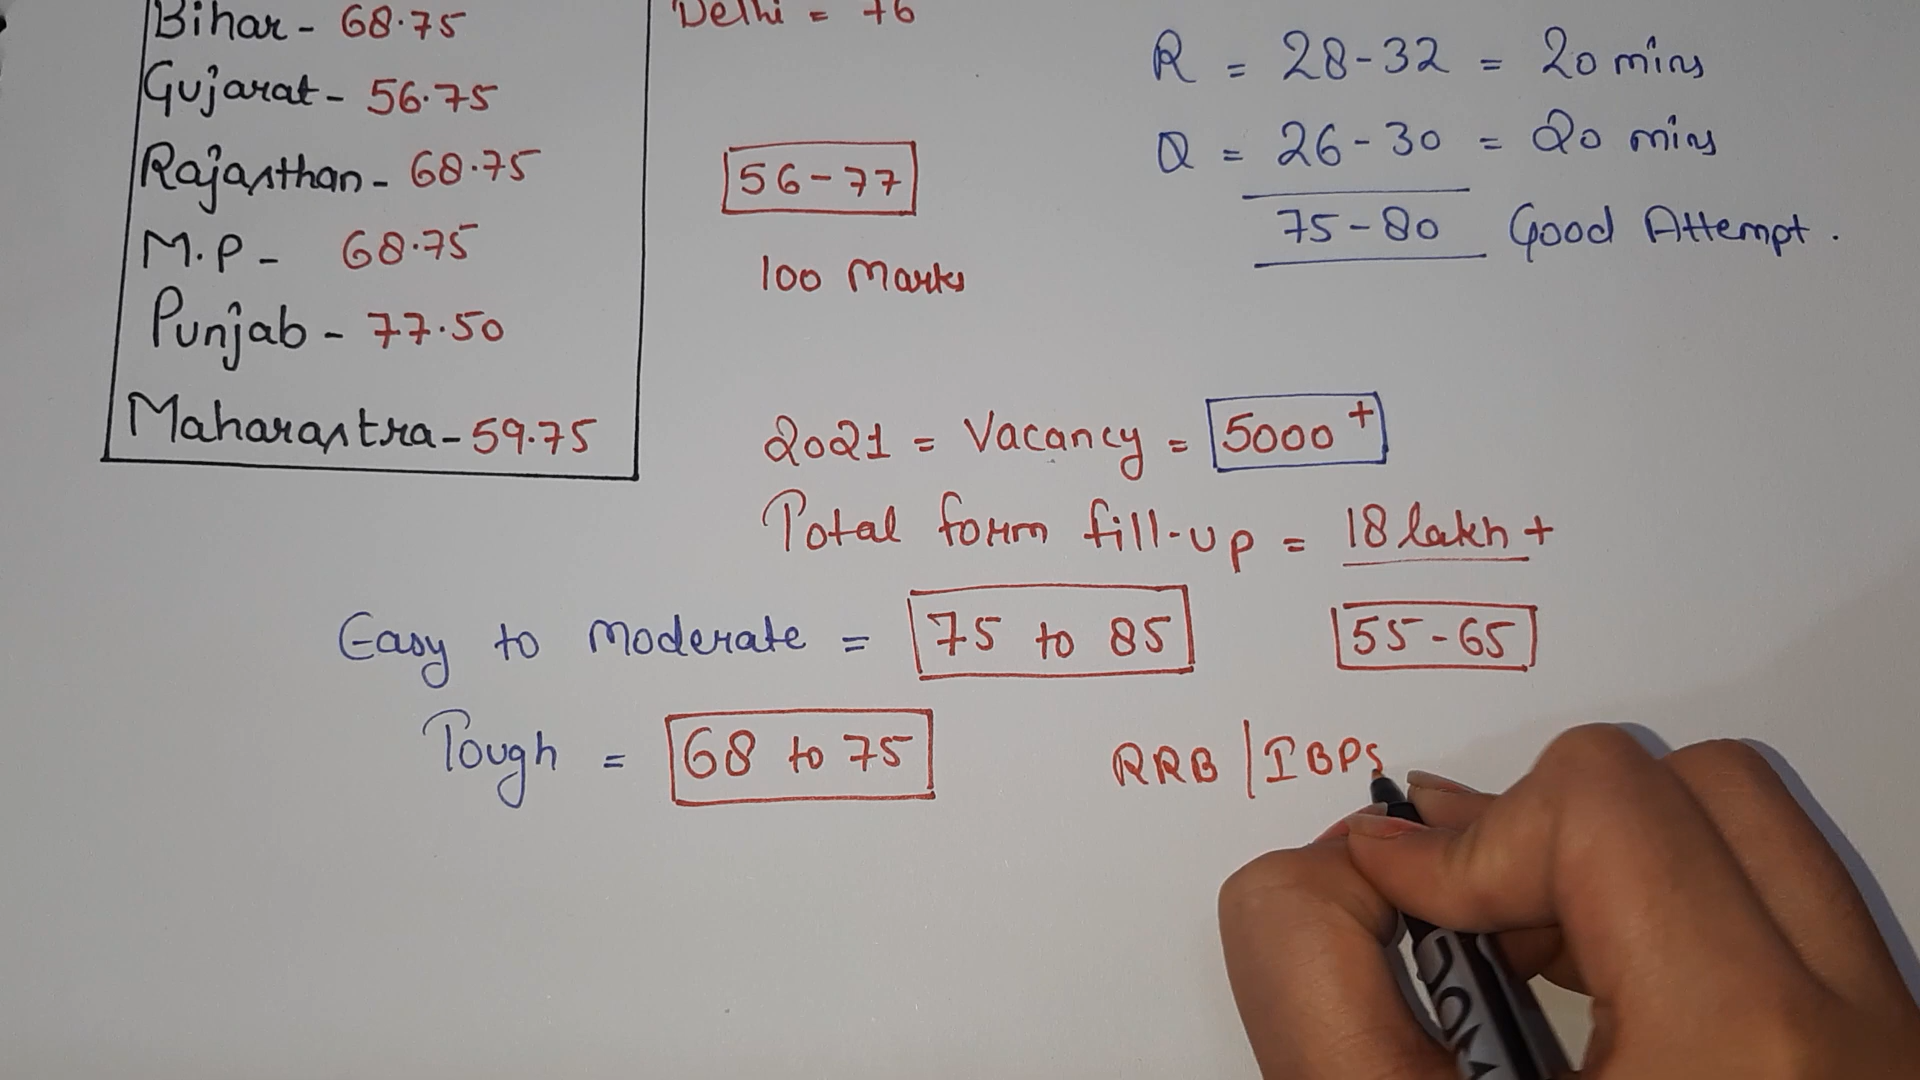 Bihar - 68.75
Gujarat - 56.75
Rajasthan - 68.75
M.P - 68.75
Punjab - 77.50
Maharastra - 59.75
Delhi = 76
56-77
100 Marks
R = 28-32 = 20 mins
Q = 26-30 = 20 mins
75-80 Good Attempt.
2021 = Vacancy = 5000+
Total form fill-up = 18 lakh +
Easy to moderate = 75 to 85 55-65
Tough = 68 to 75 RRB | IBPS